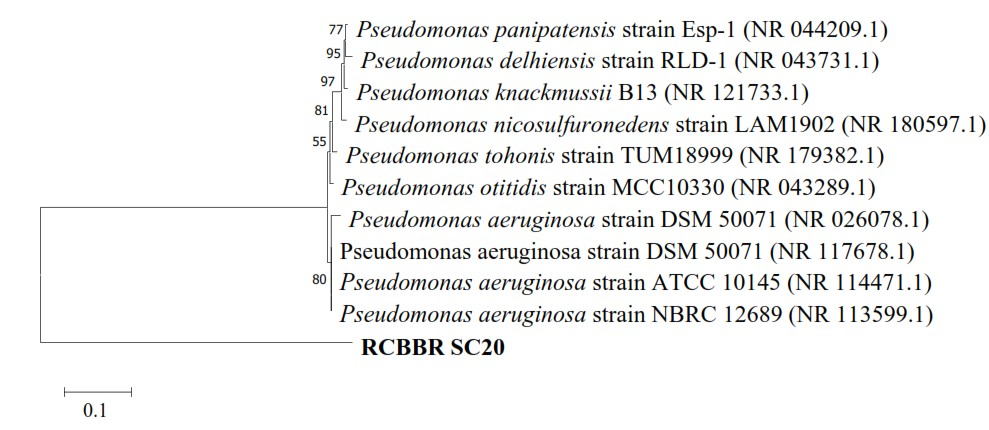 77 Pseudomonas panipatensis strain Esp-1 (NR 044209.1)
95 Pseudomonas delhiensis strain RLD-1 (NR 043731.1)
97 Pseudomonas knackmussii B13 (NR 121733.1)
81 Pseudomonas nicosulfuronedens strain LAM1902 (NR 180597.1)
55 Pseudomonas tohonis strain TUM18999 (NR 179382.1)
Pseudomonas otitidis strain MCC10330 (NR 043289.1)
Pseudomonas aeruginosa strain DSM 50071 (NR 026078.1)
Pseudomonas aeruginosa strain DSM 50071 (NR 117678.1)
80 Pseudomonas aeruginosa strain ATCC 10145 (NR 114471.1)
Pseudomonas aeruginosa strain NBRC 12689 (NR 113599.1)
RCBBR SC20
0.1